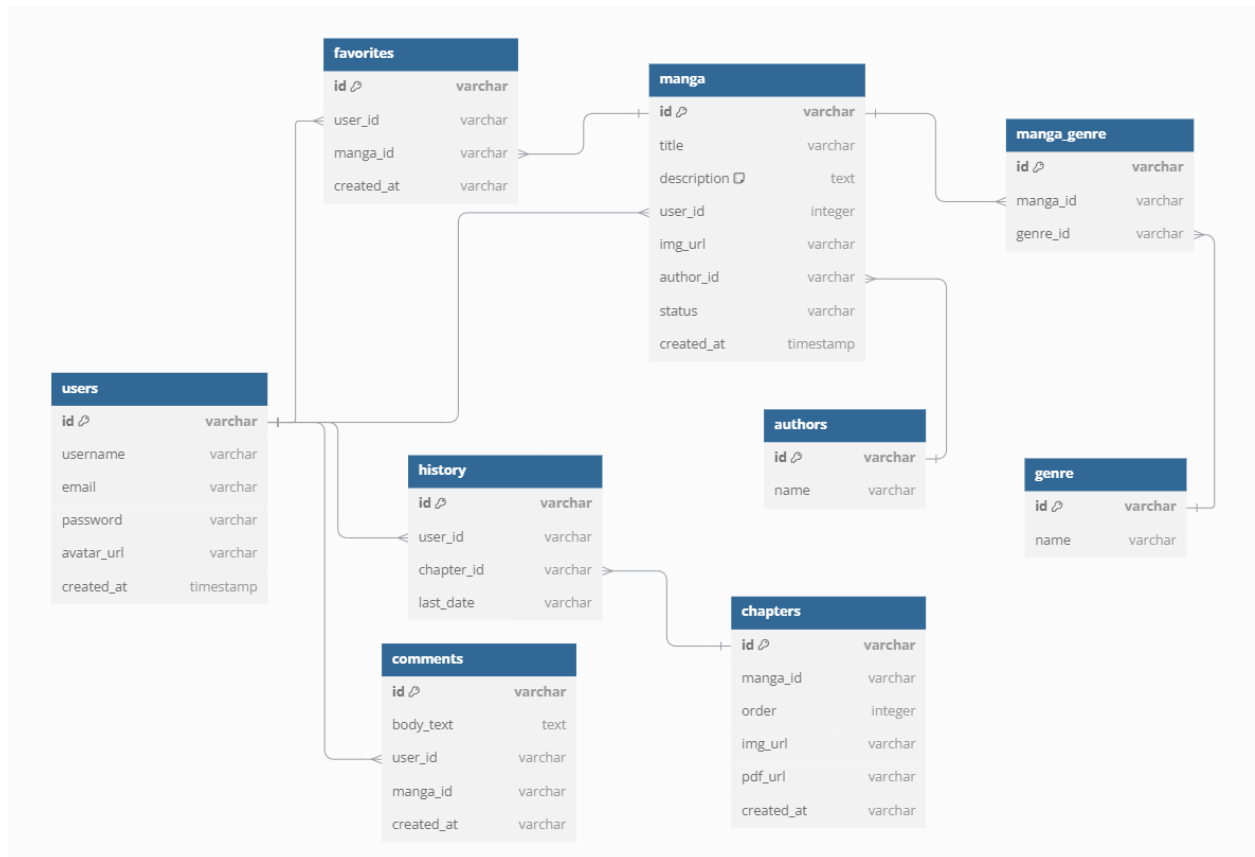 favorites
id varchar
user_id varchar
manga_id varchar
created_at varchar
manga
id varchar
title varchar
description text
user_id integer
img_url varchar
author_id varchar
status varchar
created_at timestamp
manga_genre
id varchar
manga_id varchar
genre_id varchar
users
id varchar
username varchar
email varchar
password varchar
avatar_url varchar
created_at timestamp
history
id varchar
user_id varchar
chapter_id varchar
last_date varchar
authors
id varchar
name varchar
genre
id varchar
name varchar
comments
id varchar
body_text text
user_id varchar
manga_id varchar
created_at varchar
chapters
id varchar
manga_id varchar
order integer
img_url varchar
pdf_url varchar
created_at varchar